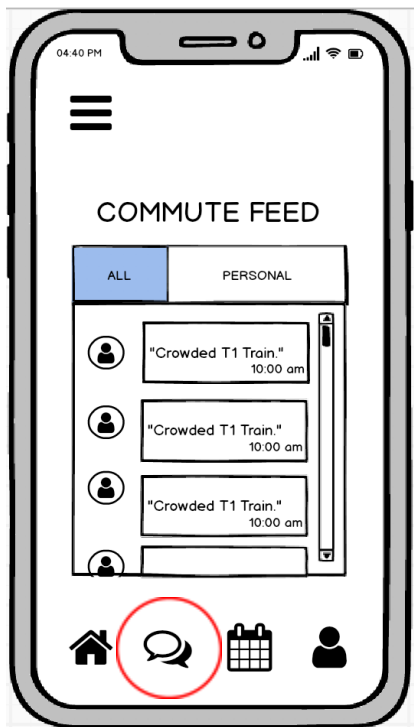 04:40 PM
COMMUTE FEED
ALL PERSONAL
"Crowded T1 Train."
10:00 am
"Crowded T1 Train."
10:00 am
"Crowded T1 Train."
10:00 am